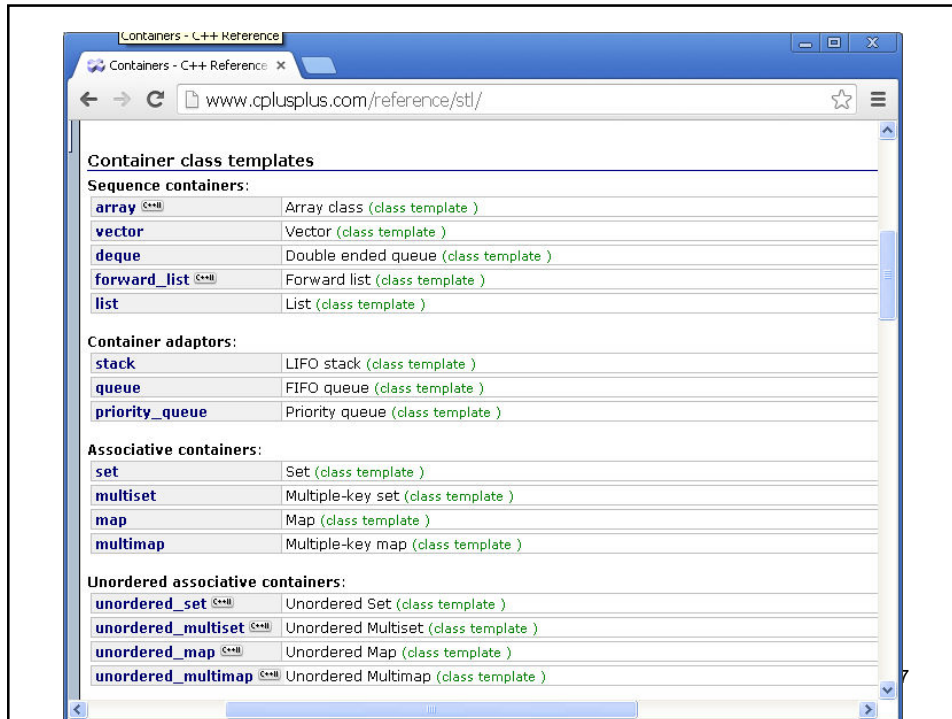 Containers - C++ Reference
Containers - C++ Reference ×
www.cplusplus.com/reference/stl/
Container class templates
Sequence containers:
array C++11 Array class (class template )
vector Vector (class template )
deque Double ended queue (class template )
forward_list C++11 Forward list (class template )
list List (class template )
Container adaptors:
stack LIFO stack (class template )
queue FIFO queue (class template )
priority_queue Priority queue (class template )
Associative containers:
set Set (class template )
multiset Multiple-key set (class template )
map Map (class template )
multimap Multiple-key map (class template )
Unordered associative containers:
unordered_set C++11 Unordered Set (class template )
unordered_multiset C++11 Unordered Multiset (class template )
unordered_map C++11 Unordered Map (class template )
unordered_multimap C++11 Unordered Multimap (class template )
7